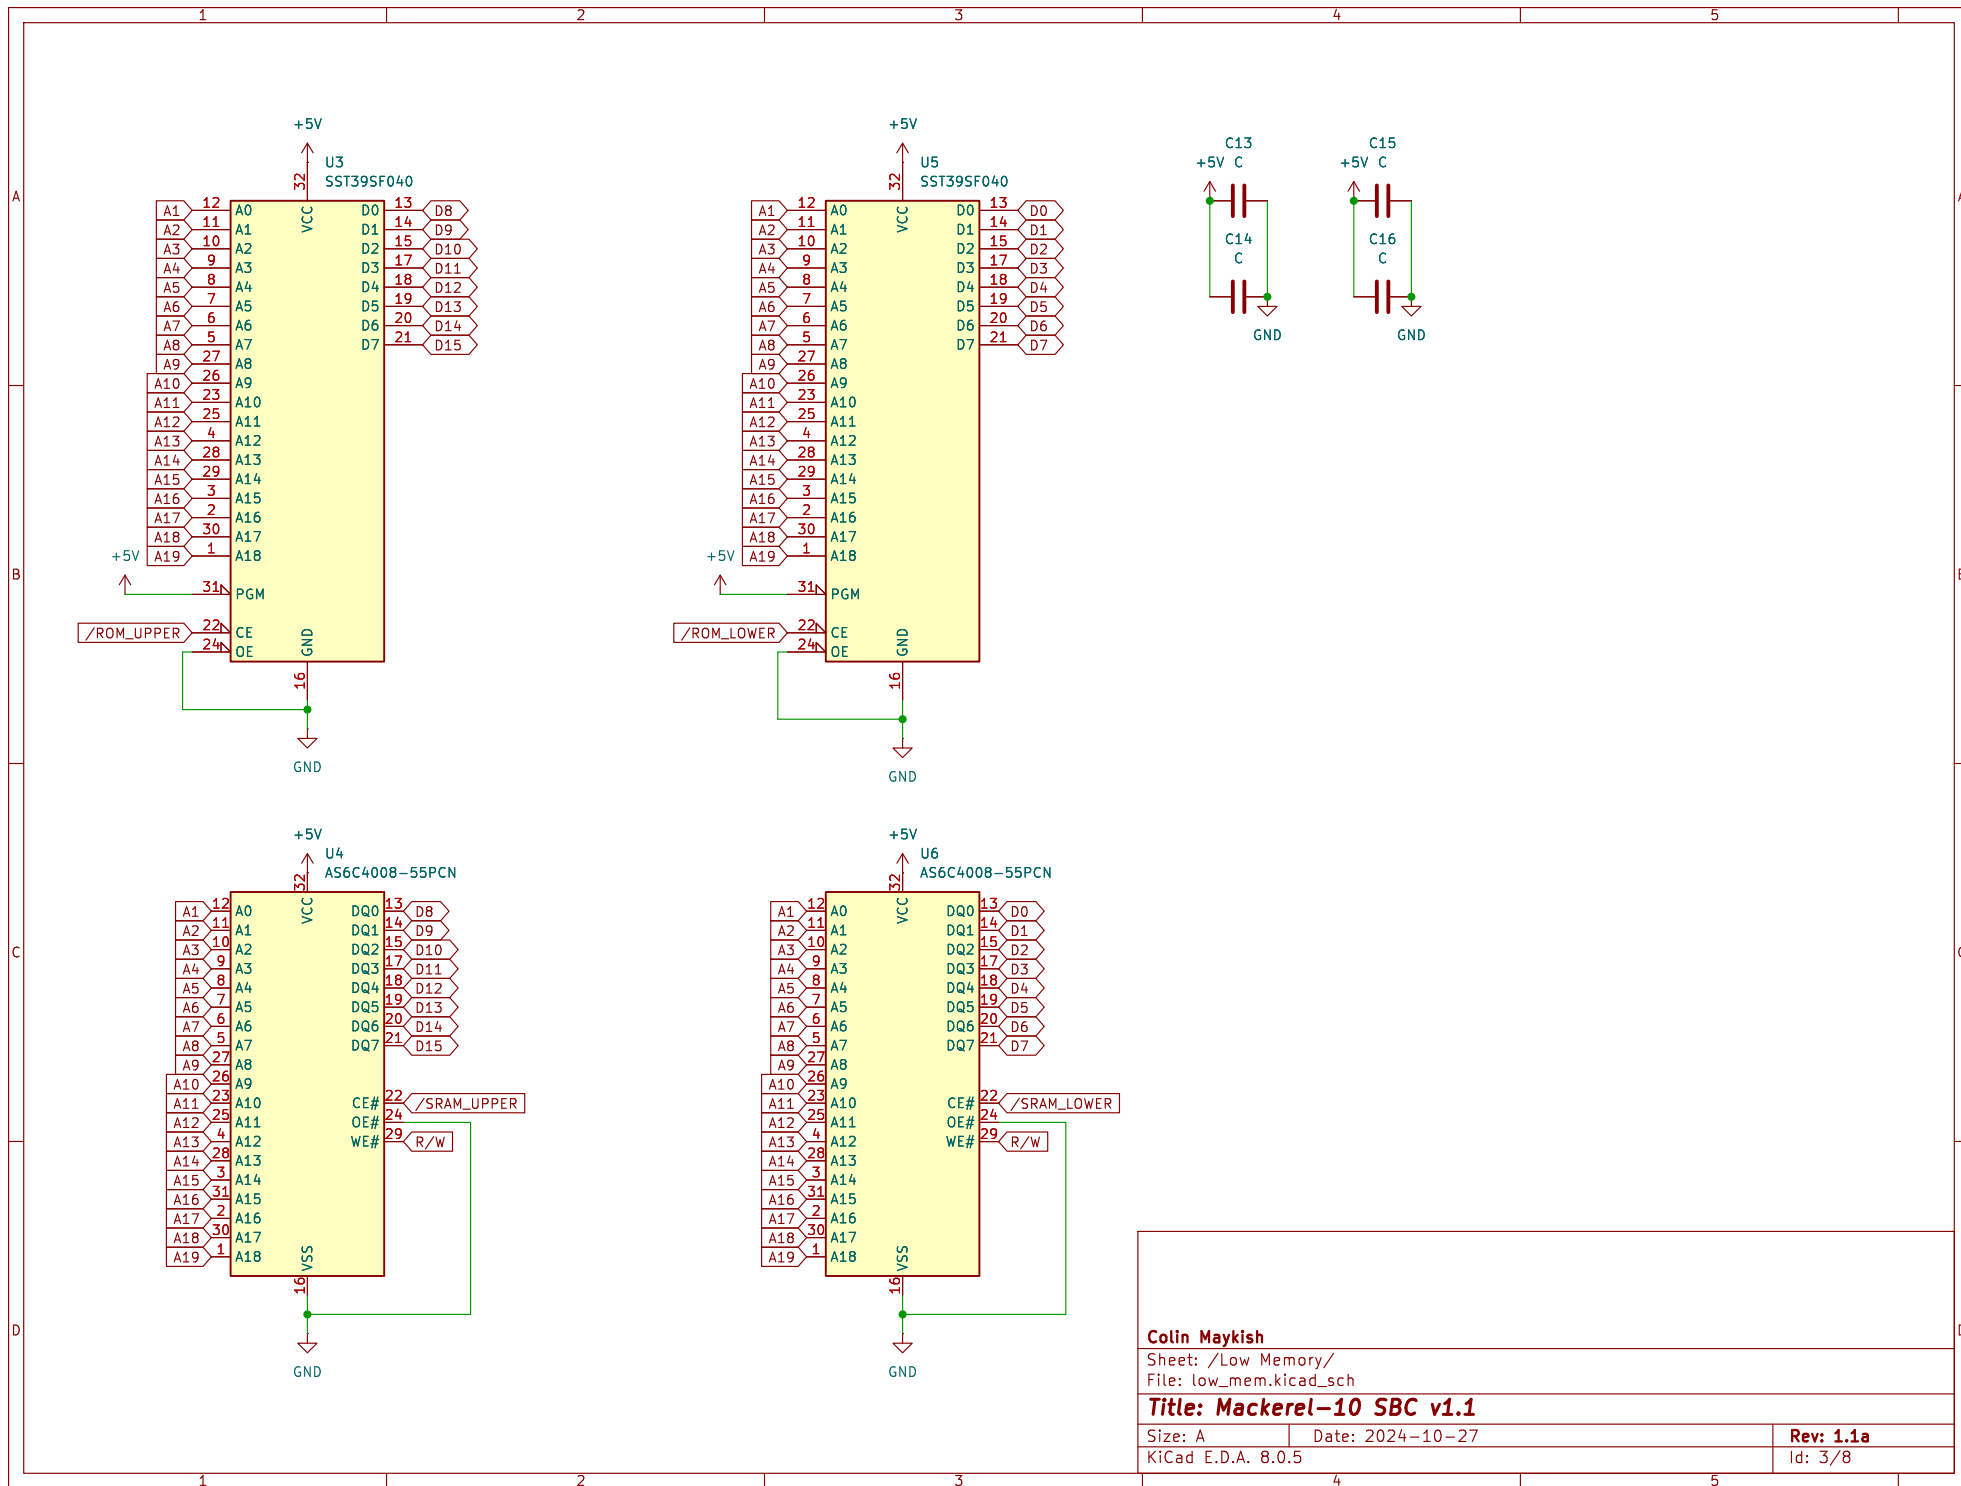 1 2 3 4 5
+5V
U3
SST39SF040
32
VCC
A1 12 A0 D0 13 D8
A2 11 A1 D1 14 D9
A3 10 A2 D2 15 D10
A4 9 A3 D3 17 D11
A5 8 A4 D4 18 D12
A6 7 A5 D5 19 D13
A7 6 A6 D6 20 D14
A8 5 A7 D7 21 D15
A9 27 A8
A10 26 A9
A11 23 A10
A12 25 A11
A13 4 A12
A14 28 A13
A15 29 A14
A16 3 A15
A17 2 A16
A18 30 A17
A19 1 A18
+5V
31 PGM
/ROM_UPPER 22 CE
24 OE
GND
16
GND
+5V
U5
SST39SF040
32
VCC
A1 12 A0 D0 13 D0
A2 11 A1 D1 14 D1
A3 10 A2 D2 15 D2
A4 9 A3 D3 17 D3
A5 8 A4 D4 18 D4
A6 7 A5 D5 19 D5
A7 6 A6 D6 20 D6
A8 5 A7 D7 21 D7
A9 27 A8
A10 26 A9
A11 23 A10
A12 25 A11
A13 4 A12
A14 28 A13
A15 29 A14
A16 3 A15
A17 2 A16
A18 30 A17
A19 1 A18
+5V
31 PGM
/ROM_LOWER 22 CE
24 OE
GND
16
GND
C13
+5V C
C14
C
GND
C15
+5V C
C16
C
GND
+5V
U4
AS6C4008-55PCN
32
VCC
A1 12 A0 DQ0 13 D8
A2 11 A1 DQ1 14 D9
A3 10 A2 DQ2 15 D10
A4 9 A3 DQ3 17 D11
A5 8 A4 DQ4 18 D12
A6 7 A5 DQ5 19 D13
A7 6 A6 DQ6 20 D14
A8 5 A7 DQ7 21 D15
A9 27 A8
A10 26 A9
A11 23 A10 CE# 22 /SRAM_UPPER
A12 25 A11 OE# 24
A13 4 A12 WE# 29 R/W
A14 28 A13
A15 3 A14
A16 31 A15
A17 2 A16
A18 30 A17
A19 1 A18
VSS
16
GND
+5V
U6
AS6C4008-55PCN
32
VCC
A1 12 A0 DQ0 13 D0
A2 11 A1 DQ1 14 D1
A3 10 A2 DQ2 15 D2
A4 9 A3 DQ3 17 D3
A5 8 A4 DQ4 18 D4
A6 7 A5 DQ5 19 D5
A7 6 A6 DQ6 20 D6
A8 5 A7 DQ7 21 D7
A9 27 A8
A10 26 A9
A11 23 A10 CE# 22 /SRAM_LOWER
A12 25 A11 OE# 24
A13 4 A12 WE# 29 R/W
A14 28 A13
A15 3 A14
A16 31 A15
A17 2 A16
A18 30 A17
A19 1 A18
VSS
16
GND
A
B
C
D
Colin Maykish
Sheet: /Low Memory/
File: low_mem.kicad_sch
Title: Mackerel-10 SBC v1.1
Size: A Date: 2024-10-27 Rev: 1.1a
KiCad E.D.A. 8.0.5 Id: 3/8
1 2 3 4 5